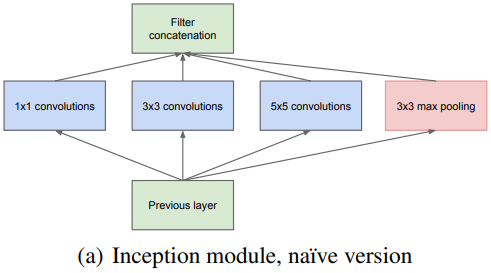 Filter
concatenation
1x1 convolutions
3x3 convolutions
5x5 convolutions
3x3 max pooling
Previous layer
(a) Inception module, naïve version